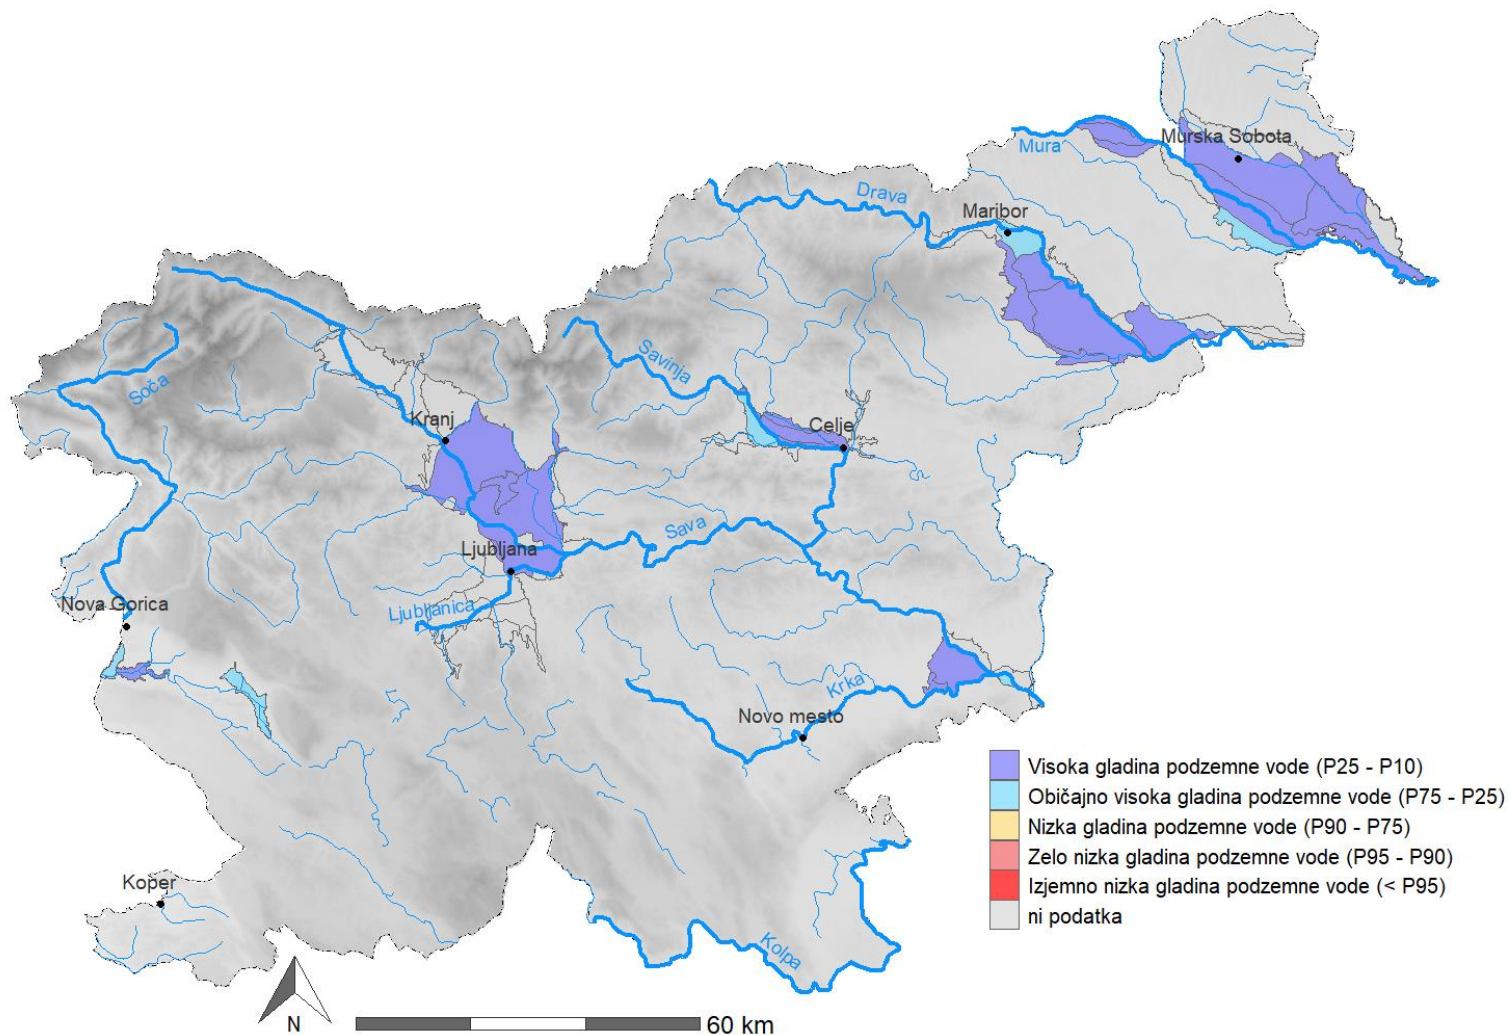 Murska Sobota
Mura
Drava
Maribor
Savinja
Soča
Kranj
Celje
Sava
Ljubljana
Nova Gorica
Ljubljanica
Krka
Novo mesto
Visoka gladina podzemne vode (P25 - P10)
Običajno visoka gladina podzemne vode (P75 - P25)
Nizka gladina podzemne vode (P90 - P75)
Zelo nizka gladina podzemne vode (P95 - P90)
Izjemno nizka gladina podzemne vode (< P95)
ni podatka
Koper
Kolpa
N
60 km